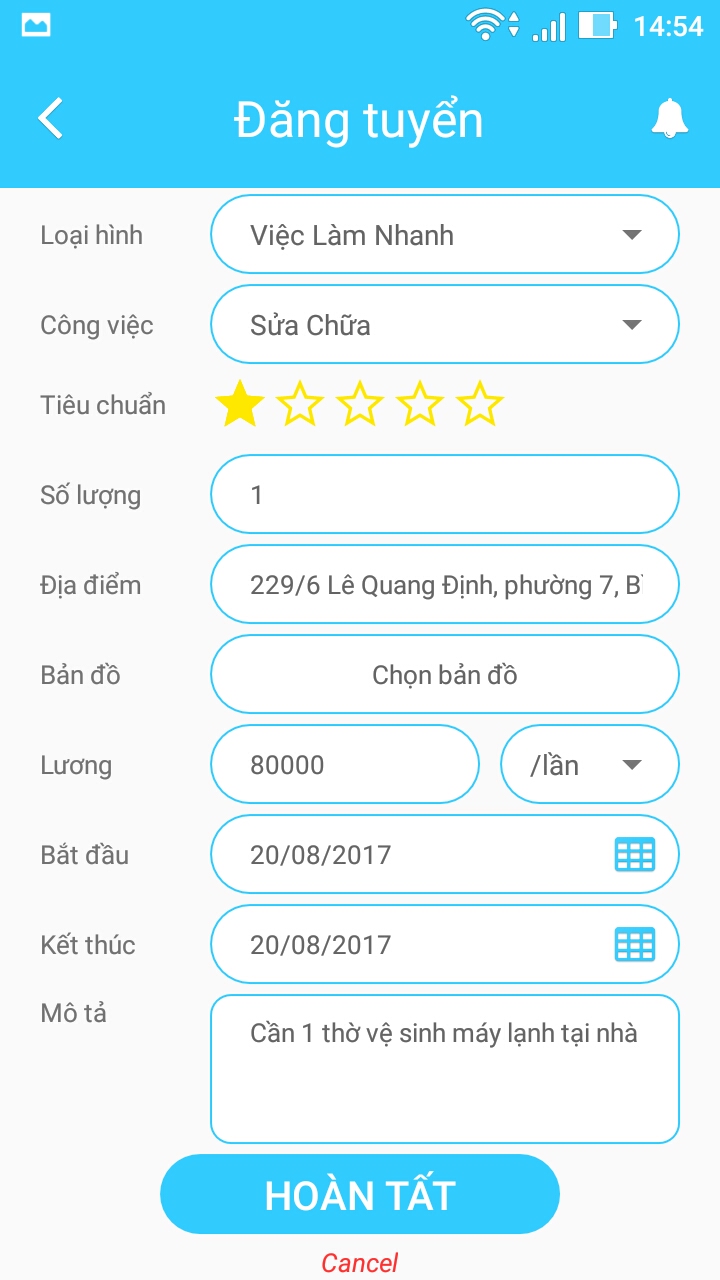 14:54
Đăng tuyển
Loại hình Việc Làm Nhanh
Công việc Sửa Chữa
Tiêu chuẩn
Số lượng 1
Địa điểm 229/6 Lê Quang Định, phường 7, B
Bản đồ Chọn bản đồ
Lương 80000 /lần
Bắt đầu 20/08/2017
Kết thúc 20/08/2017
Mô tả Cần 1 thờ vệ sinh máy lạnh tại nhà
HOÀN TẤT
Cancel